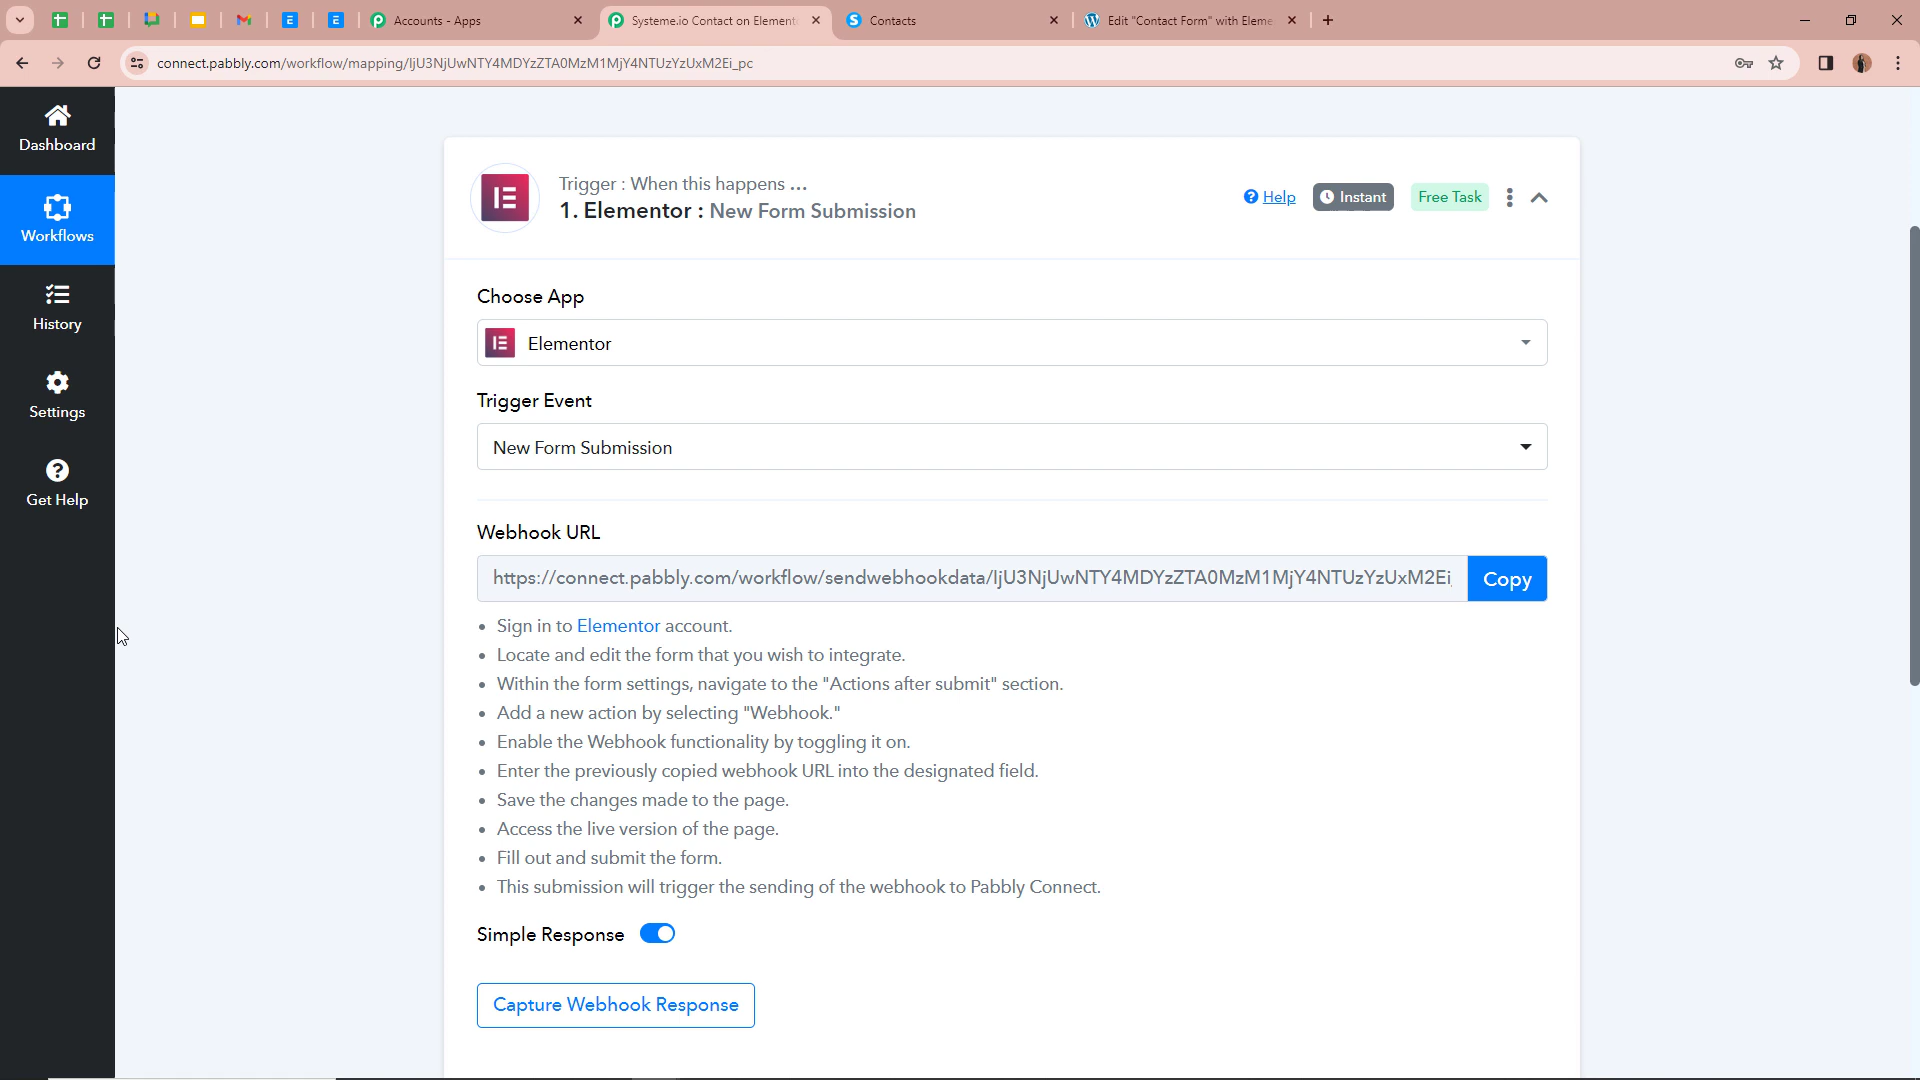 Accounts - Apps
Systeme.io Contact on Element
Contacts
Edit "Contact Form" with Eleme
connect.pabbly.com/workflow/mapping/IjU3NjUwNTY4MDYzZTA0MzM1MjY4NTUzYzUxM2Ei_pc
Dashboard
Workflows
History
Settings
Get Help
Trigger : When this happens ...
1. Elementor : New Form Submission
Help
Instant
Free Task
Choose App
Elementor
Trigger Event
New Form Submission
Webhook URL
https://connect.pabbly.com/workflow/sendwebhookdata/IjU3NjUwNTY4MDYzZTA0MzM1MjY4NTUzYzUxM2Ei_
Copy
• Sign in to Elementor account.
• Locate and edit the form that you wish to integrate.
• Within the form settings, navigate to the "Actions after submit" section.
• Add a new action by selecting "Webhook."
• Enable the Webhook functionality by toggling it on.
• Enter the previously copied webhook URL into the designated field.
• Save the changes made to the page.
• Access the live version of the page.
• Fill out and submit the form.
• This submission will trigger the sending of the webhook to Pabbly Connect.
Simple Response
Capture Webhook Response